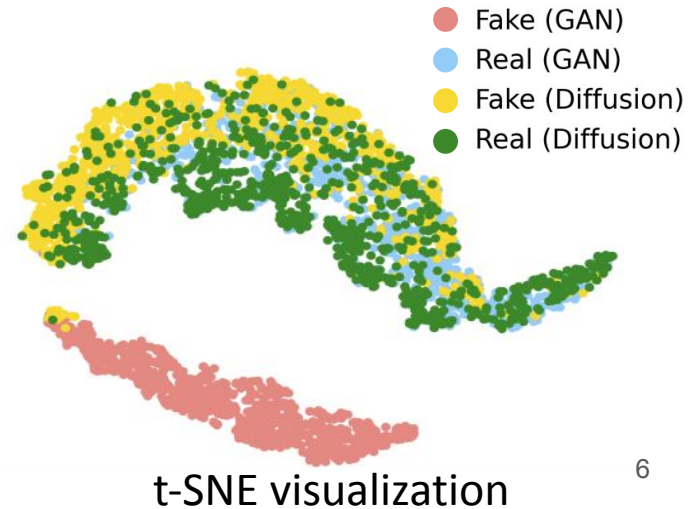 Fake (GAN)
Real (GAN)
Fake (Diffusion)
Real (Diffusion)
t-SNE visualization
6